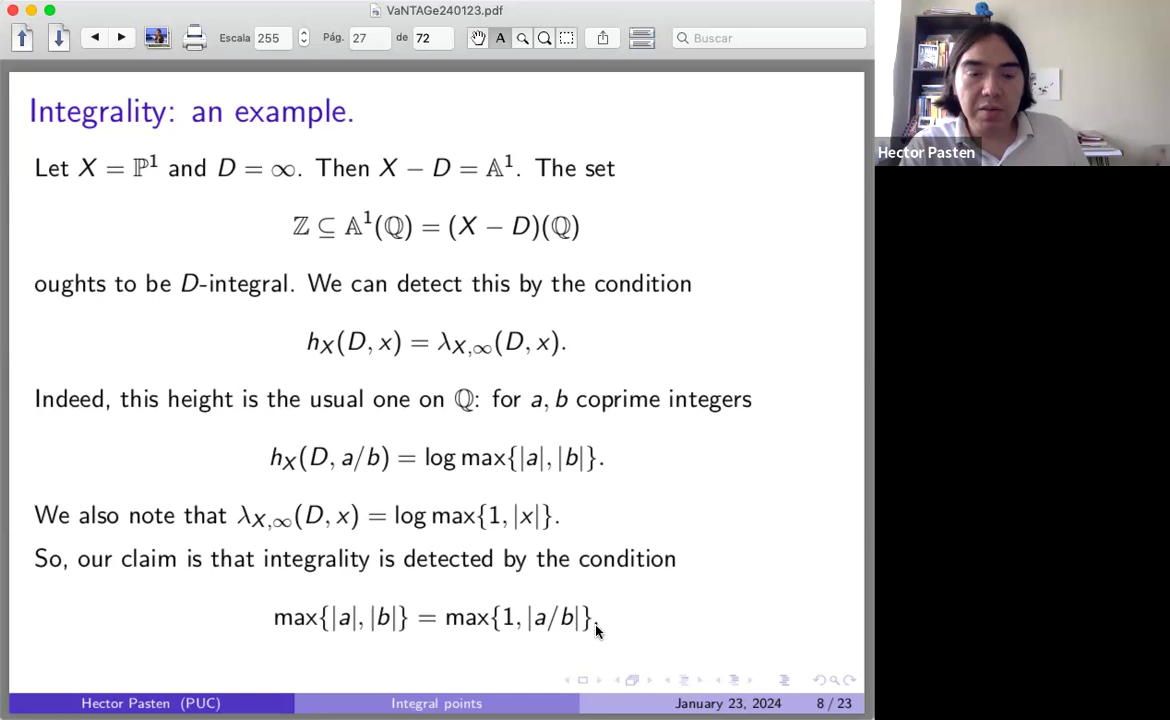 VaNTAGe240123.pdf
Escala 255 Pág. 27 de 72 A Buscar
Integrality: an example.
Let X = ℙ¹ and D = ∞. Then X − D = 𝔸¹. The set
ℤ ⊆ 𝔸¹(ℚ) = (X − D)(ℚ)
oughts to be D-integral. We can detect this by the condition
h_X(D, x) = λ_{X,∞}(D, x).
Indeed, this height is the usual one on ℚ: for a, b coprime integers
h_X(D, a/b) = log max{|a|, |b|}.
We also note that λ_{X,∞}(D, x) = log max{1, |x|}.
So, our claim is that integrality is detected by the condition
max{|a|, |b|} = max{1, |a/b|}.
Hector Pasten (PUC) Integral points January 23, 2024 8 / 23
Hector Pasten